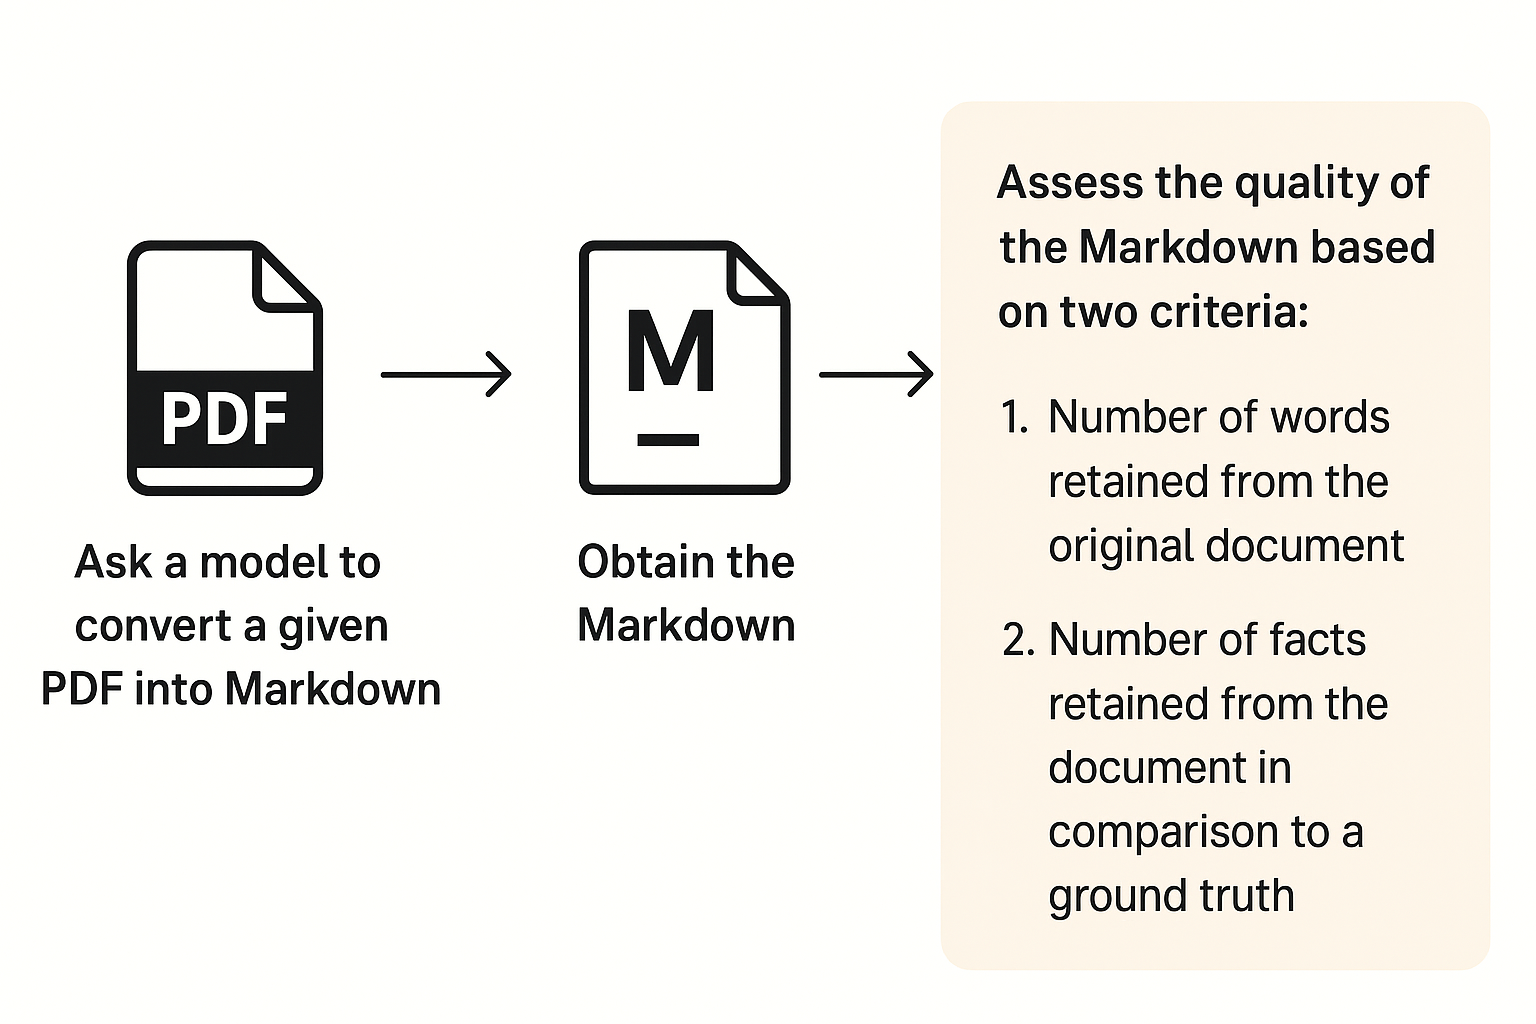 PDF
Ask a model to
convert a given
PDF into Markdown
M
Obtain the
Markdown
Assess the quality of
the Markdown based
on two criteria:
1. Number of words
retained from the
original document
2. Number of facts
retained from the
document in
comparison to a
ground truth